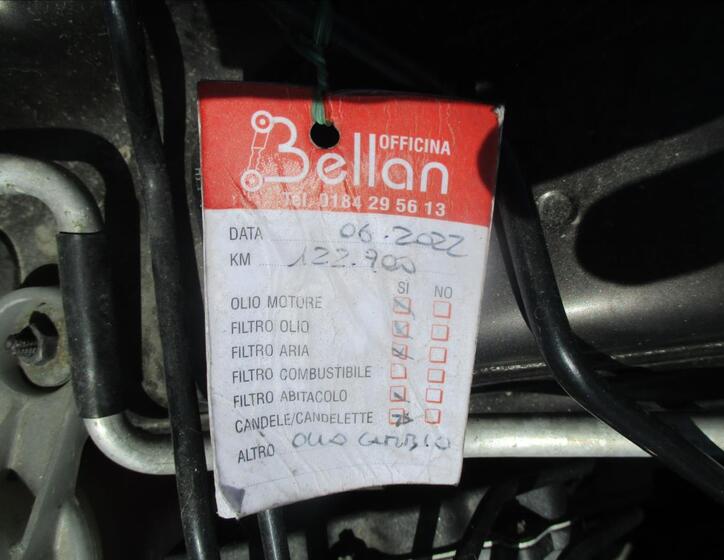 OFFICINA
Bellan
Tel. 0184 29 56 13
DATA 06.2022
KM 122.900
SÌ NO
OLIO MOTORE
FILTRO OLIO
FILTRO ARIA
FILTRO COMBUSTIBILE
FILTRO ABITACOLO
CANDELE/CANDELETTE
ALTRO OLIO CAMBIO